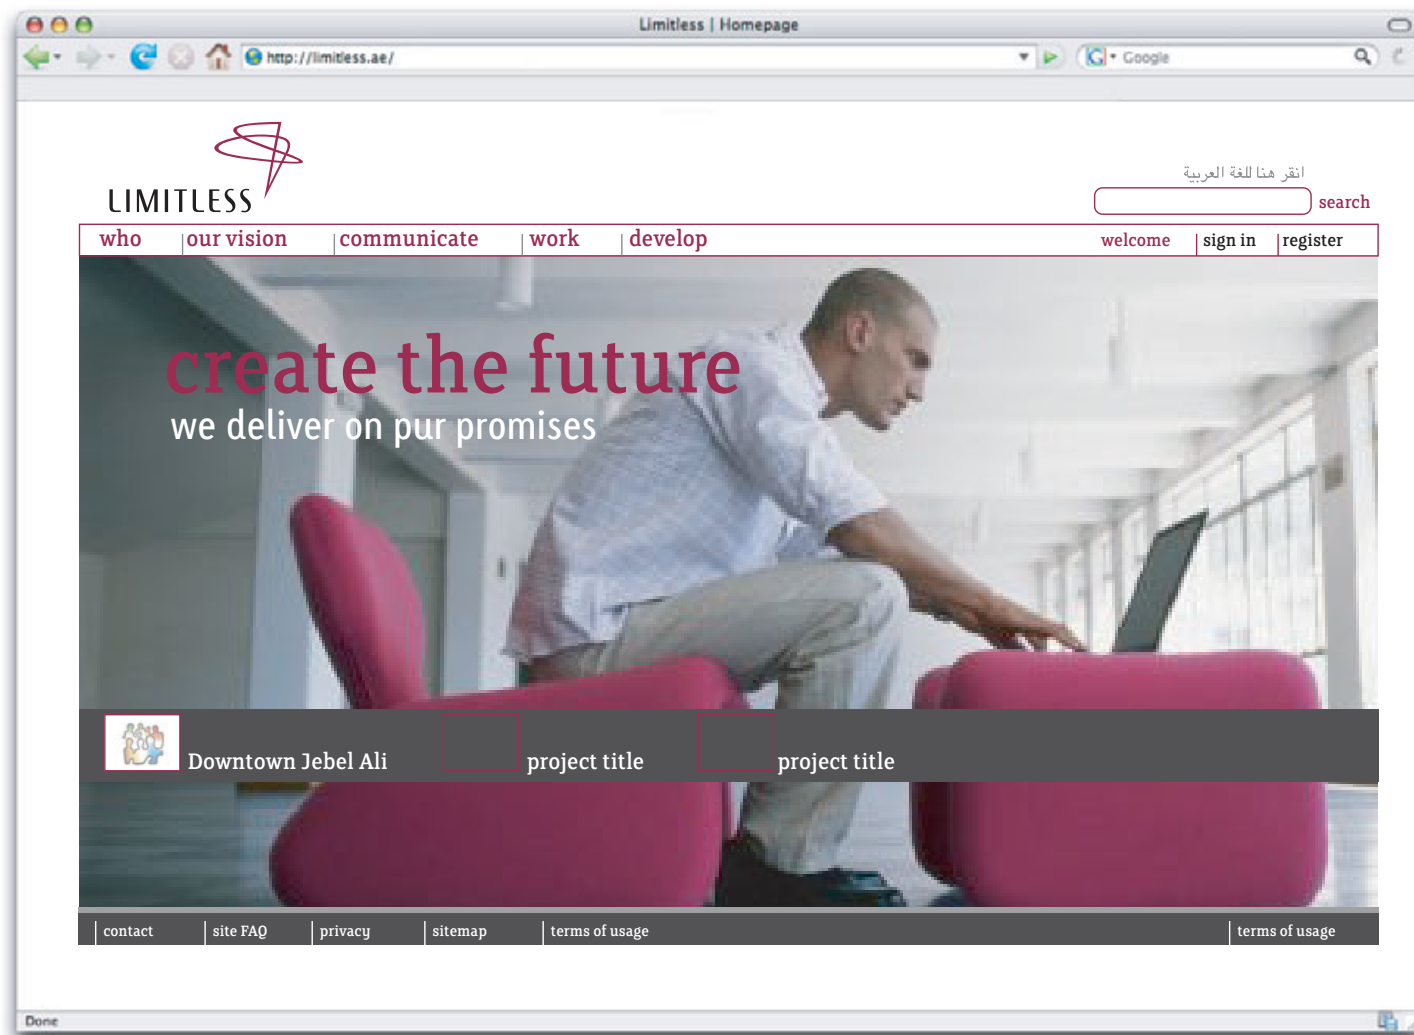 Limitless | Homepage
http://limitless.ae/
Google
LIMITLESS
انقر هنا للغة العربية
search
who
our vision
communicate
work
develop
welcome
sign in
register
create the future
we deliver on pur promises
Downtown Jebel Ali
project title
project title
contact
site FAQ
privacy
sitemap
terms of usage
terms of usage
Done